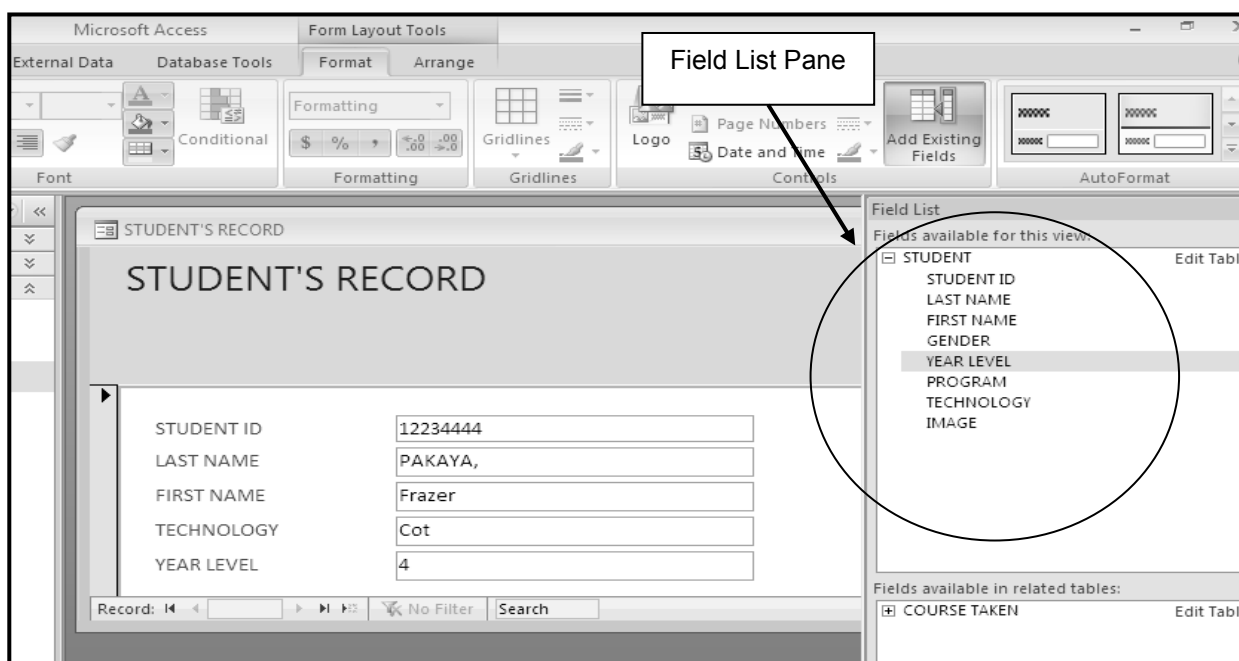 Microsoft Access Form Layout Tools
External Data Database Tools Format Arrange
Field List Pane
A
Conditional
Formatting
$ % ,
Gridlines
Logo
Page Numbers
Date and Time
Add Existing
Fields
Font Formatting Gridlines Controls AutoFormat
STUDENT'S RECORD
STUDENT'S RECORD
STUDENT ID 12234444
LAST NAME PAKAYA,
FIRST NAME Frazer
TECHNOLOGY Cot
YEAR LEVEL 4
Record: No Filter Search
Field List
Fields available for this view:
STUDENT Edit Tabl
STUDENT ID
LAST NAME
FIRST NAME
GENDER
YEAR LEVEL
PROGRAM
TECHNOLOGY
IMAGE
Fields available in related tables:
COURSE TAKEN Edit Tabl